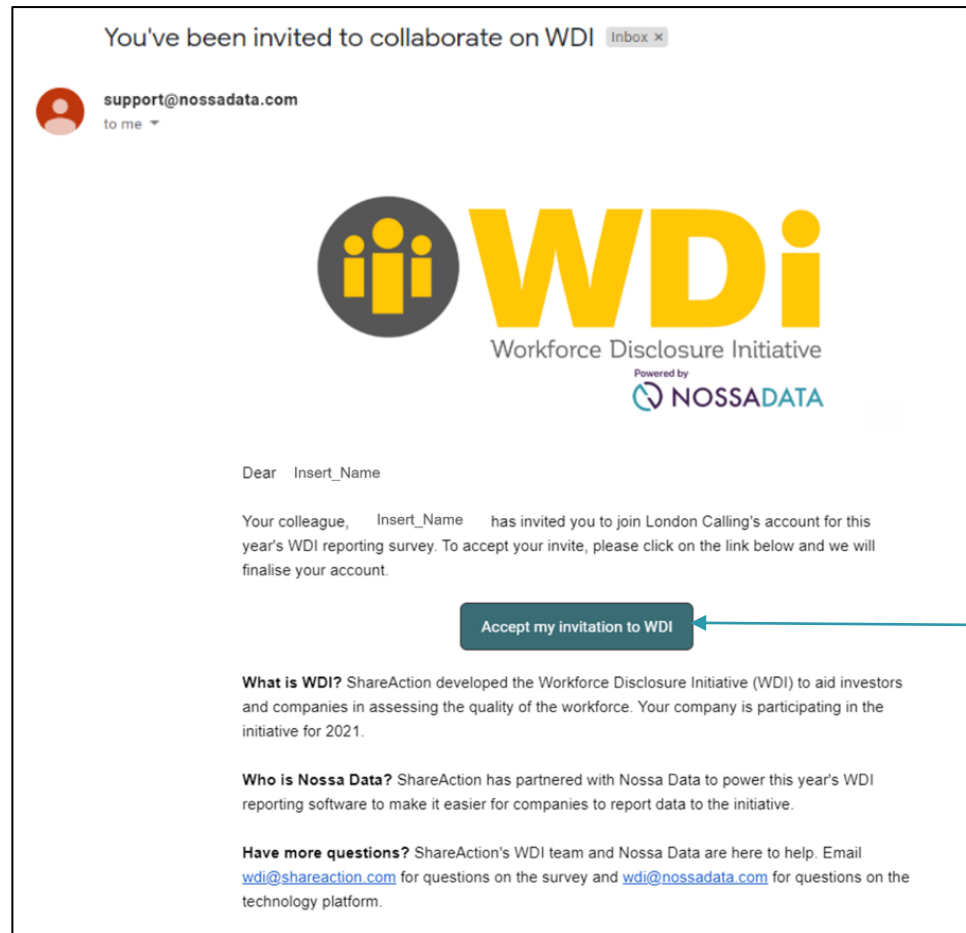 You've been invited to collaborate on WDI Inbox ×
support@nossadata.com
to me
WDi
Workforce Disclosure Initiative
Powered by
NOSSADATA
Dear Insert_Name
Your colleague, Insert_Name has invited you to join London Calling's account for this
year's WDI reporting survey. To accept your invite, please click on the link below and we will
finalise your account.
Accept my invitation to WDI
What is WDI? ShareAction developed the Workforce Disclosure Initiative (WDI) to aid investors
and companies in assessing the quality of the workforce. Your company is participating in the
initiative for 2021.
Who is Nossa Data? ShareAction has partnered with Nossa Data to power this year's WDI
reporting software to make it easier for companies to report data to the initiative.
Have more questions? ShareAction's WDI team and Nossa Data are here to help. Email
wdi@shareaction.com for questions on the survey and wdi@nossadata.com for questions on the
technology platform.